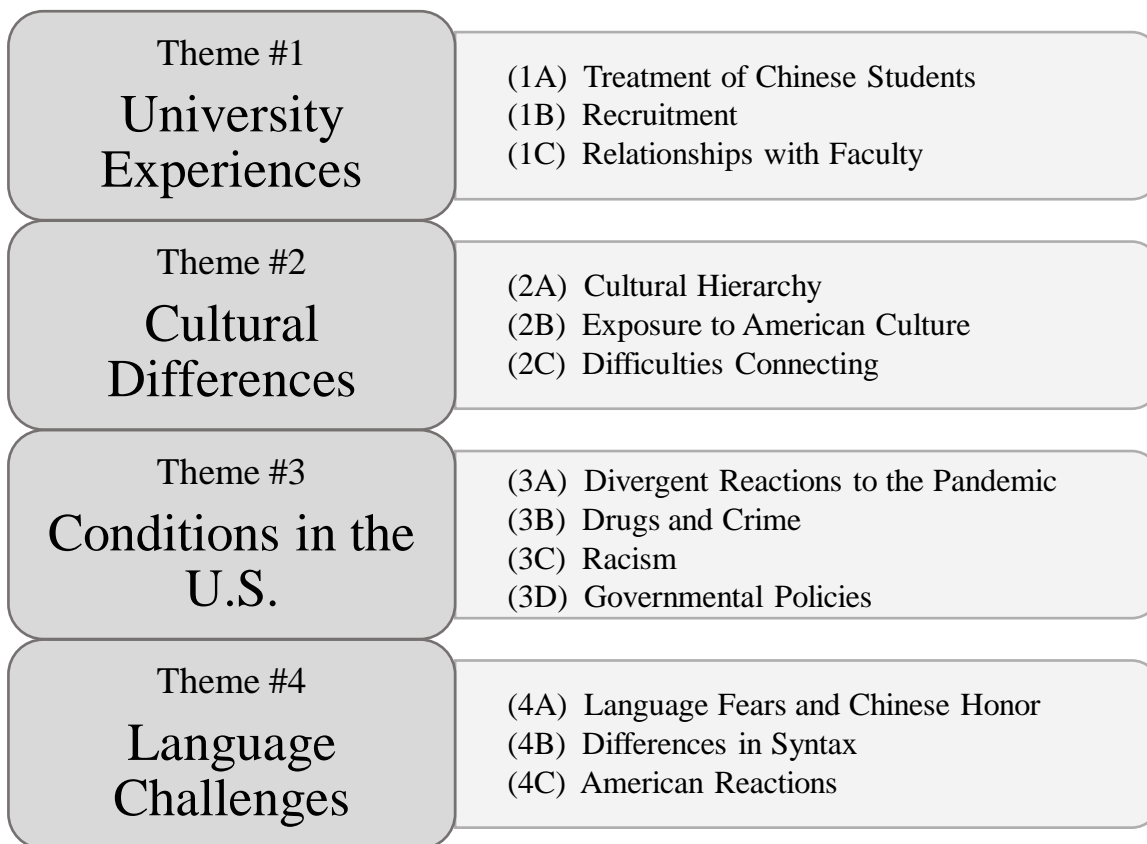 Theme #1
University
Experiences
(1A) Treatment of Chinese Students
(1B) Recruitment
(1C) Relationships with Faculty
Theme #2
Cultural
Differences
(2A) Cultural Hierarchy
(2B) Exposure to American Culture
(2C) Difficulties Connecting
Theme #3
Conditions in the
U.S.
(3A) Divergent Reactions to the Pandemic
(3B) Drugs and Crime
(3C) Racism
(3D) Governmental Policies
Theme #4
Language
Challenges
(4A) Language Fears and Chinese Honor
(4B) Differences in Syntax
(4C) American Reactions